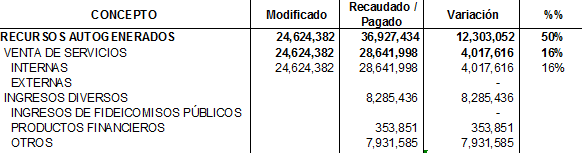 CONCEPTO Modificado Recaudado / Pagado Variación %%
RECURSOS AUTOGENERADOS 24,624,382 36,927,434 12,303,052 50%
VENTA DE SERVICIOS 24,624,382 28,641,998 4,017,616 16%
INTERNAS 24,624,382 28,641,998 4,017,616 16%
EXTERNAS -
INGRESOS DIVERSOS 8,285,436 8,285,436
INGRESOS DE FIDEICOMISOS PÚBLICOS -
PRODUCTOS FINANCIEROS 353,851 353,851
OTROS 7,931,585 7,931,585